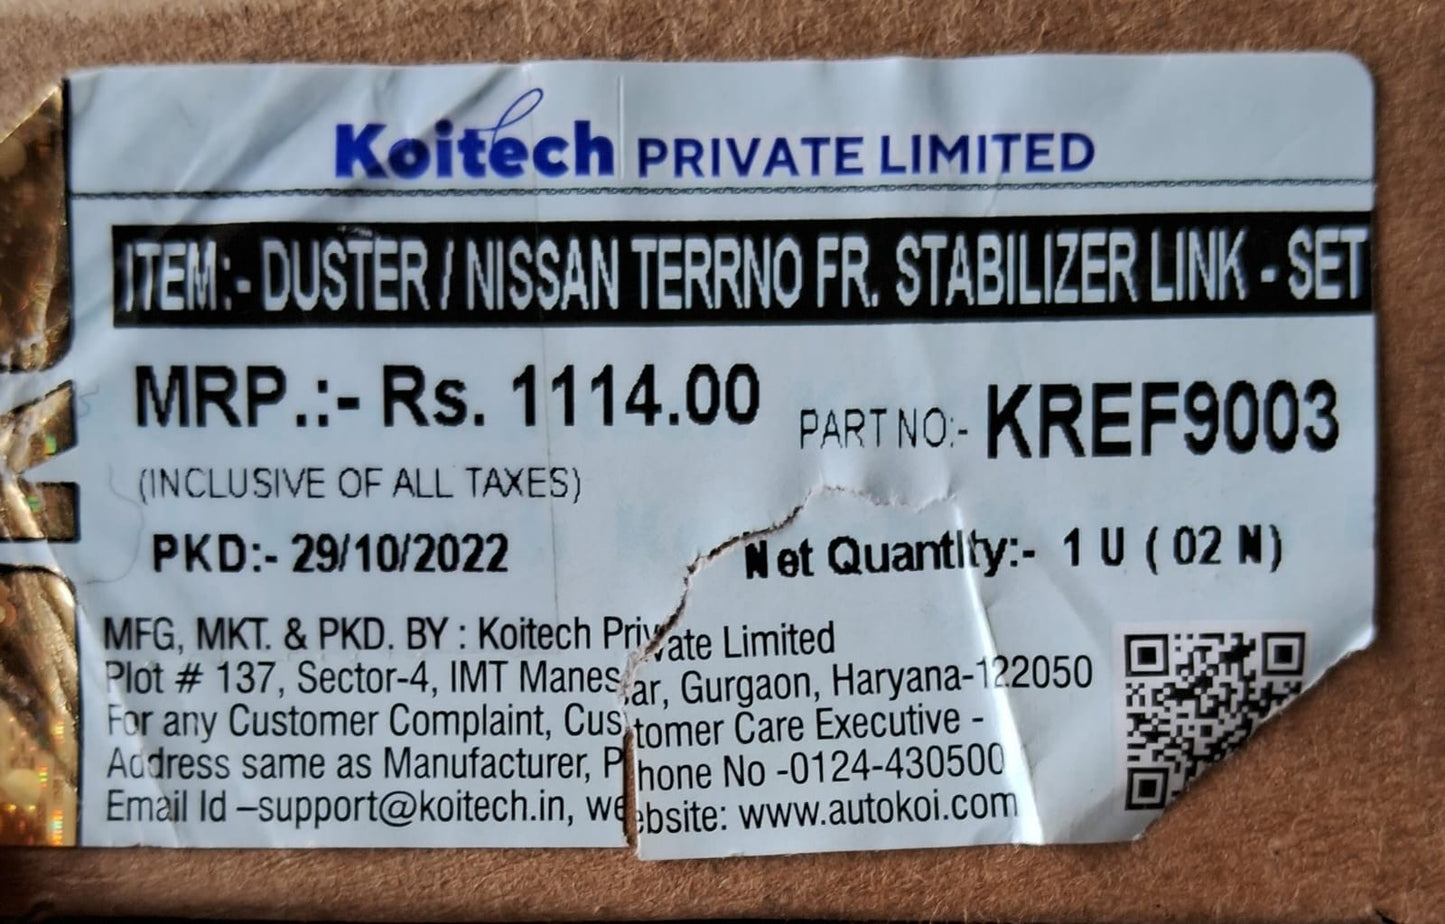 Koitech PRIVATE LIMITED
ITEM:- DUSTER / NISSAN TERRNO FR. STABILIZER LINK - SET
MRP.:- Rs. 1114.00
PART NO:- KREF9003
(INCLUSIVE OF ALL TAXES)
PKD:- 29/10/2022
Net Quantity:- 1 U ( 02 N )
MFG, MKT. & PKD. BY : Koitech Private Limited
Plot # 137, Sector-4, IMT Manesar, Gurgaon, Haryana-122050
For any Customer Complaint, Customer Care Executive -
Address same as Manufacturer, Phone No -0124-430500
Email Id –support@koitech.in, website: www.autokoi.com